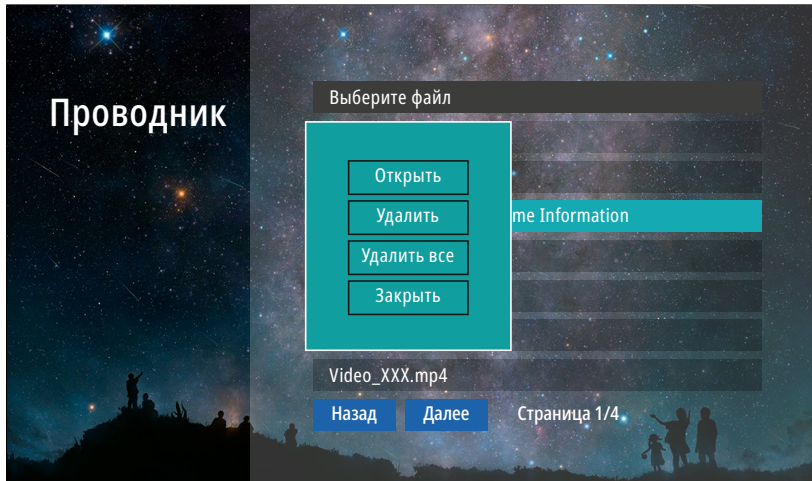 Проводник
Выберите файл
Открыть
Удалить
me Information
Удалить все
Закрыть
Video_XXX.mp4
Назад
Далее
Страница 1/4